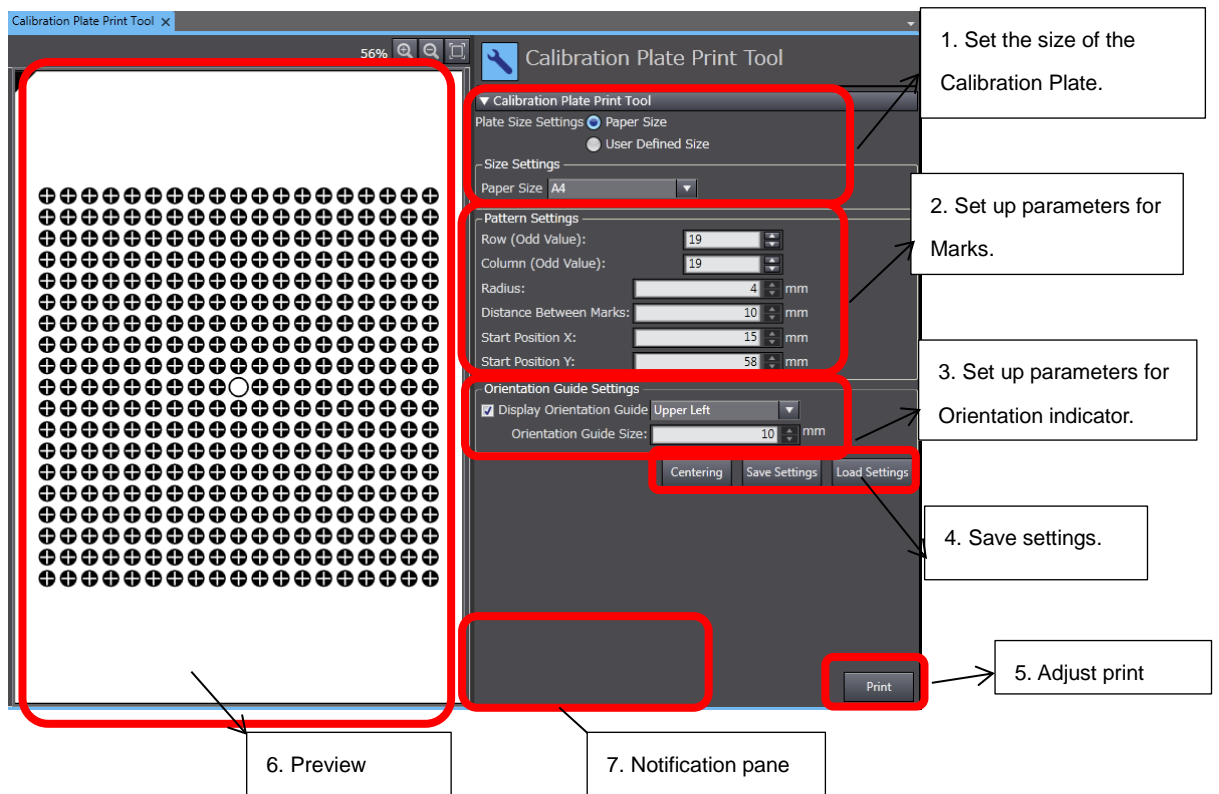 Calibration Plate Print Tool ×
56%
Calibration Plate Print Tool
▼ Calibration Plate Print Tool
Plate Size Settings Paper Size
User Defined Size
Size Settings
Paper Size A4
Pattern Settings
Row (Odd Value): 19
Column (Odd Value): 19
Radius: 4 mm
Distance Between Marks: 10 mm
Start Position X: 15 mm
Start Position Y: 58 mm
Orientation Guide Settings
Display Orientation Guide Upper Left
Orientation Guide Size: 10 mm
Centering Save Settings Load Settings
Print
1. Set the size of the
Calibration Plate.
2. Set up parameters for
Marks.
3. Set up parameters for
Orientation indicator.
4. Save settings.
5. Adjust print
6. Preview
7. Notification pane